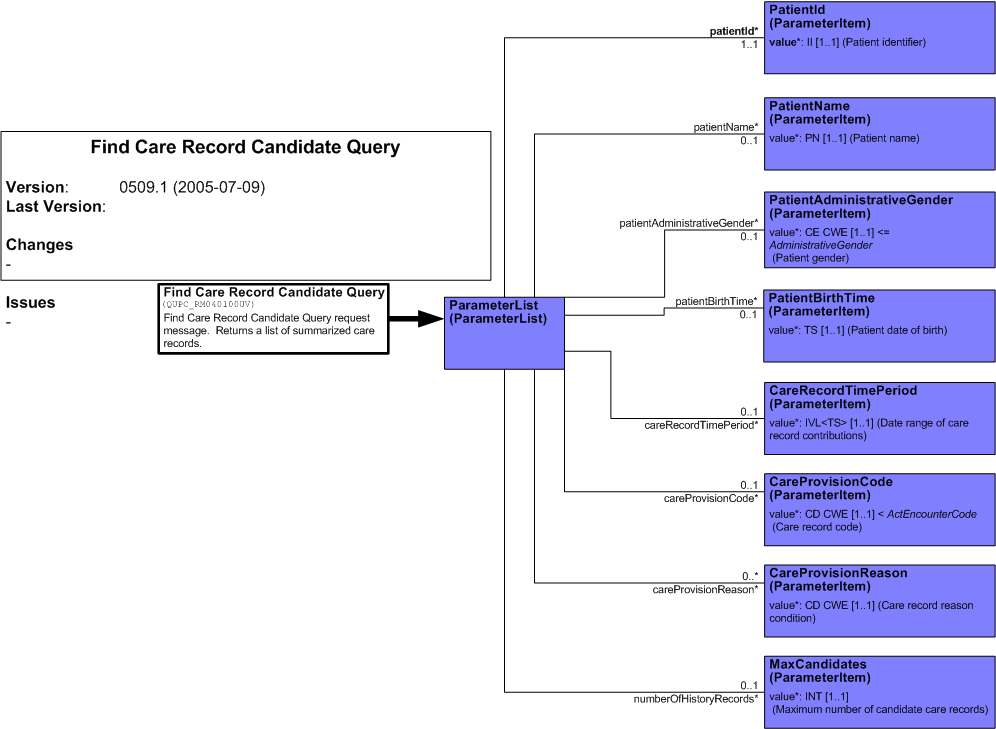 Find Care Record Candidate Query
Version: 0509.1 (2005-07-09)
Last Version:
Changes
-
Issues
-
Find Care Record Candidate Query
(QUPC_RM040100UV)
Find Care Record Candidate Query request
message. Returns a list of summarized care
records.
ParameterList
(ParameterList)
patientId*
1..1
PatientId
(ParameterItem)
value*: II [1..1] (Patient identifier)
patientName*
0..1
PatientName
(ParameterItem)
value*: PN [1..1] (Patient name)
patientAdministrativeGender*
0..1
PatientAdministrativeGender
(ParameterItem)
value*: CE CWE [1..1] <=
AdministrativeGender
(Patient gender)
patientBirthTime*
0..1
PatientBirthTime
(ParameterItem)
value*: TS [1..1] (Patient date of birth)
0..1
careRecordTimePeriod*
CareRecordTimePeriod
(ParameterItem)
value*: IVL<TS> [1..1] (Date range of care
record contributions)
0..1
careProvisionCode*
CareProvisionCode
(ParameterItem)
value*: CD CWE [1..1] < ActEncounterCode
(Care record code)
0..*
careProvisionReason*
CareProvisionReason
(ParameterItem)
value*: CD CWE [1..1] (Care record reason
condition)
0..1
numberOfHistoryRecords*
MaxCandidates
(ParameterItem)
value*: INT [1..1]
(Maximum number of candidate care records)